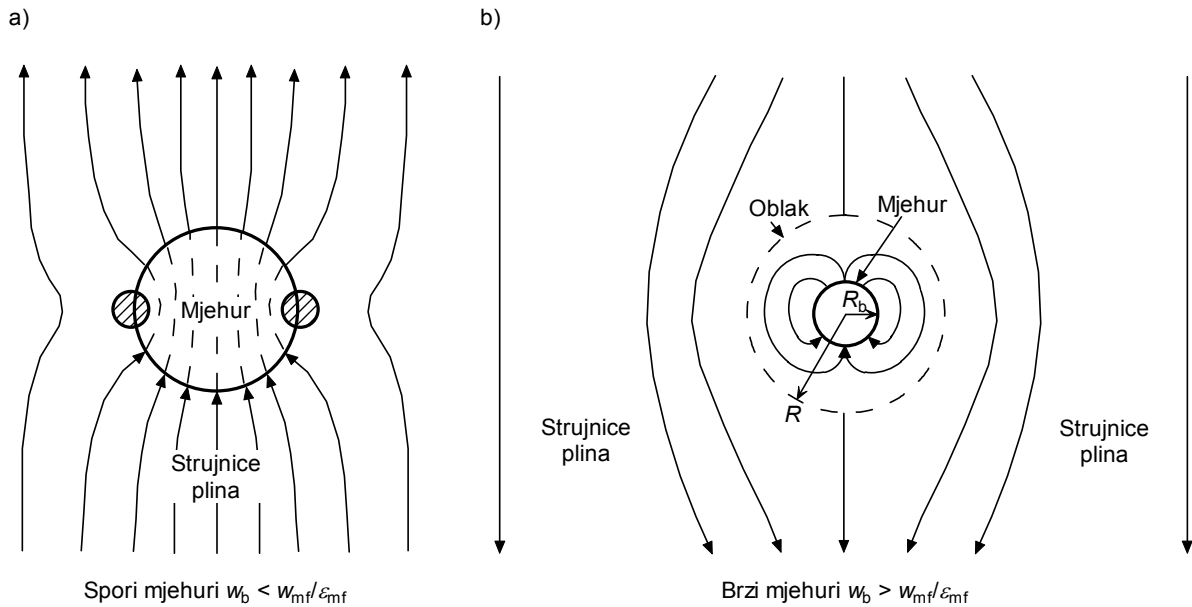 a)
Mjehur
Strujnice
plina
Spori mjehuri w_b < w_mf/ε_mf
b)
Oblak
Mjehur
R_b
R
Strujnice
plina
Strujnice
plina
Brzi mjehuri w_b > w_mf/ε_mf